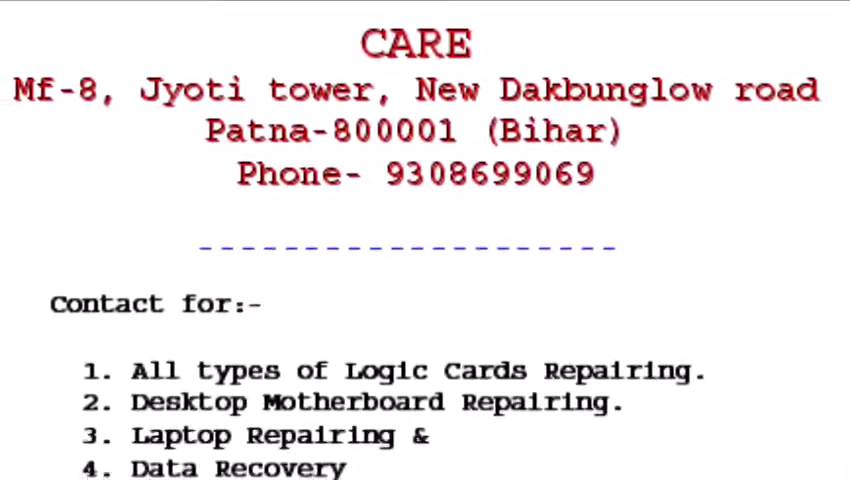 CARE
Mf-8, Jyoti tower, New Dakbunglow road
Patna-800001 (Bihar)
Phone- 9308699069
--------------------
Contact for:-
1. All types of Logic Cards Repairing.
2. Desktop Motherboard Repairing.
3. Laptop Repairing &
4. Data Recovery